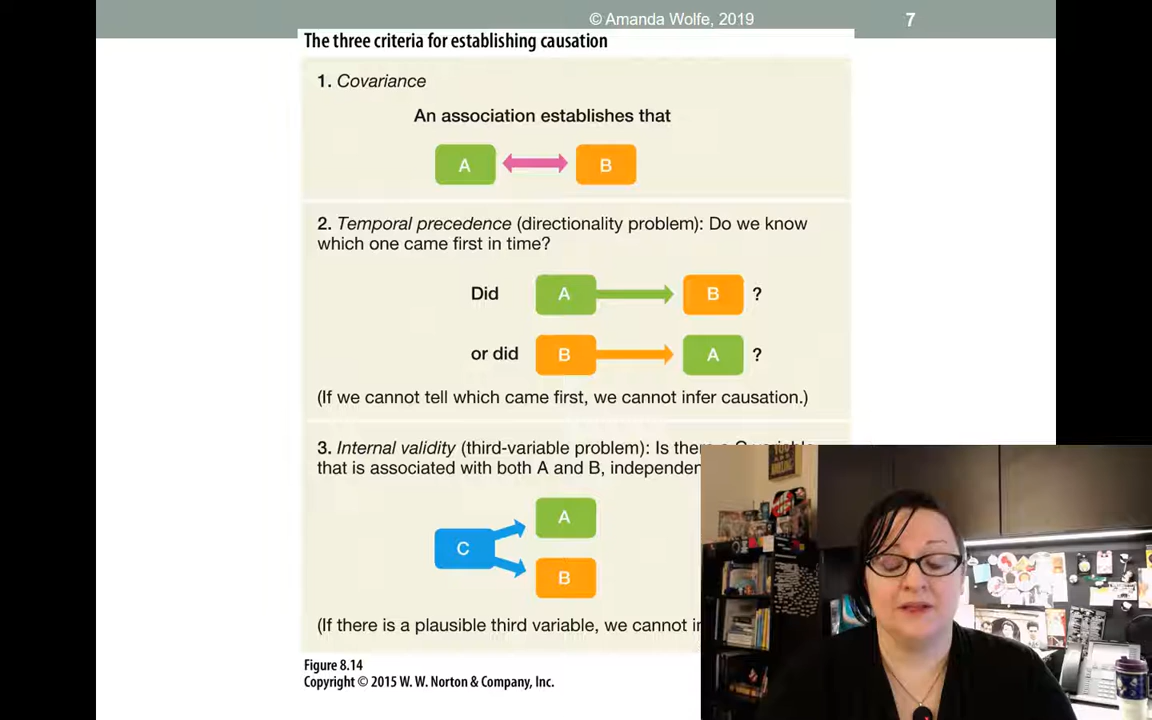 © Amanda Wolfe, 2019
7
The three criteria for establishing causation
1. Covariance
An association establishes that
A
B
2. Temporal precedence (directionality problem): Do we know
which one came first in time?
Did
A
B
?
or did
B
A
?
(If we cannot tell which came first, we cannot infer causation.)
3. Internal validity (third-variable problem): Is there a C variable
that is associated with both A and B,
C
A
B
(If there is a plausible third variable, we cannot
Figure 8.14
Copyright © 2015 W. W. Norton & Company, Inc.